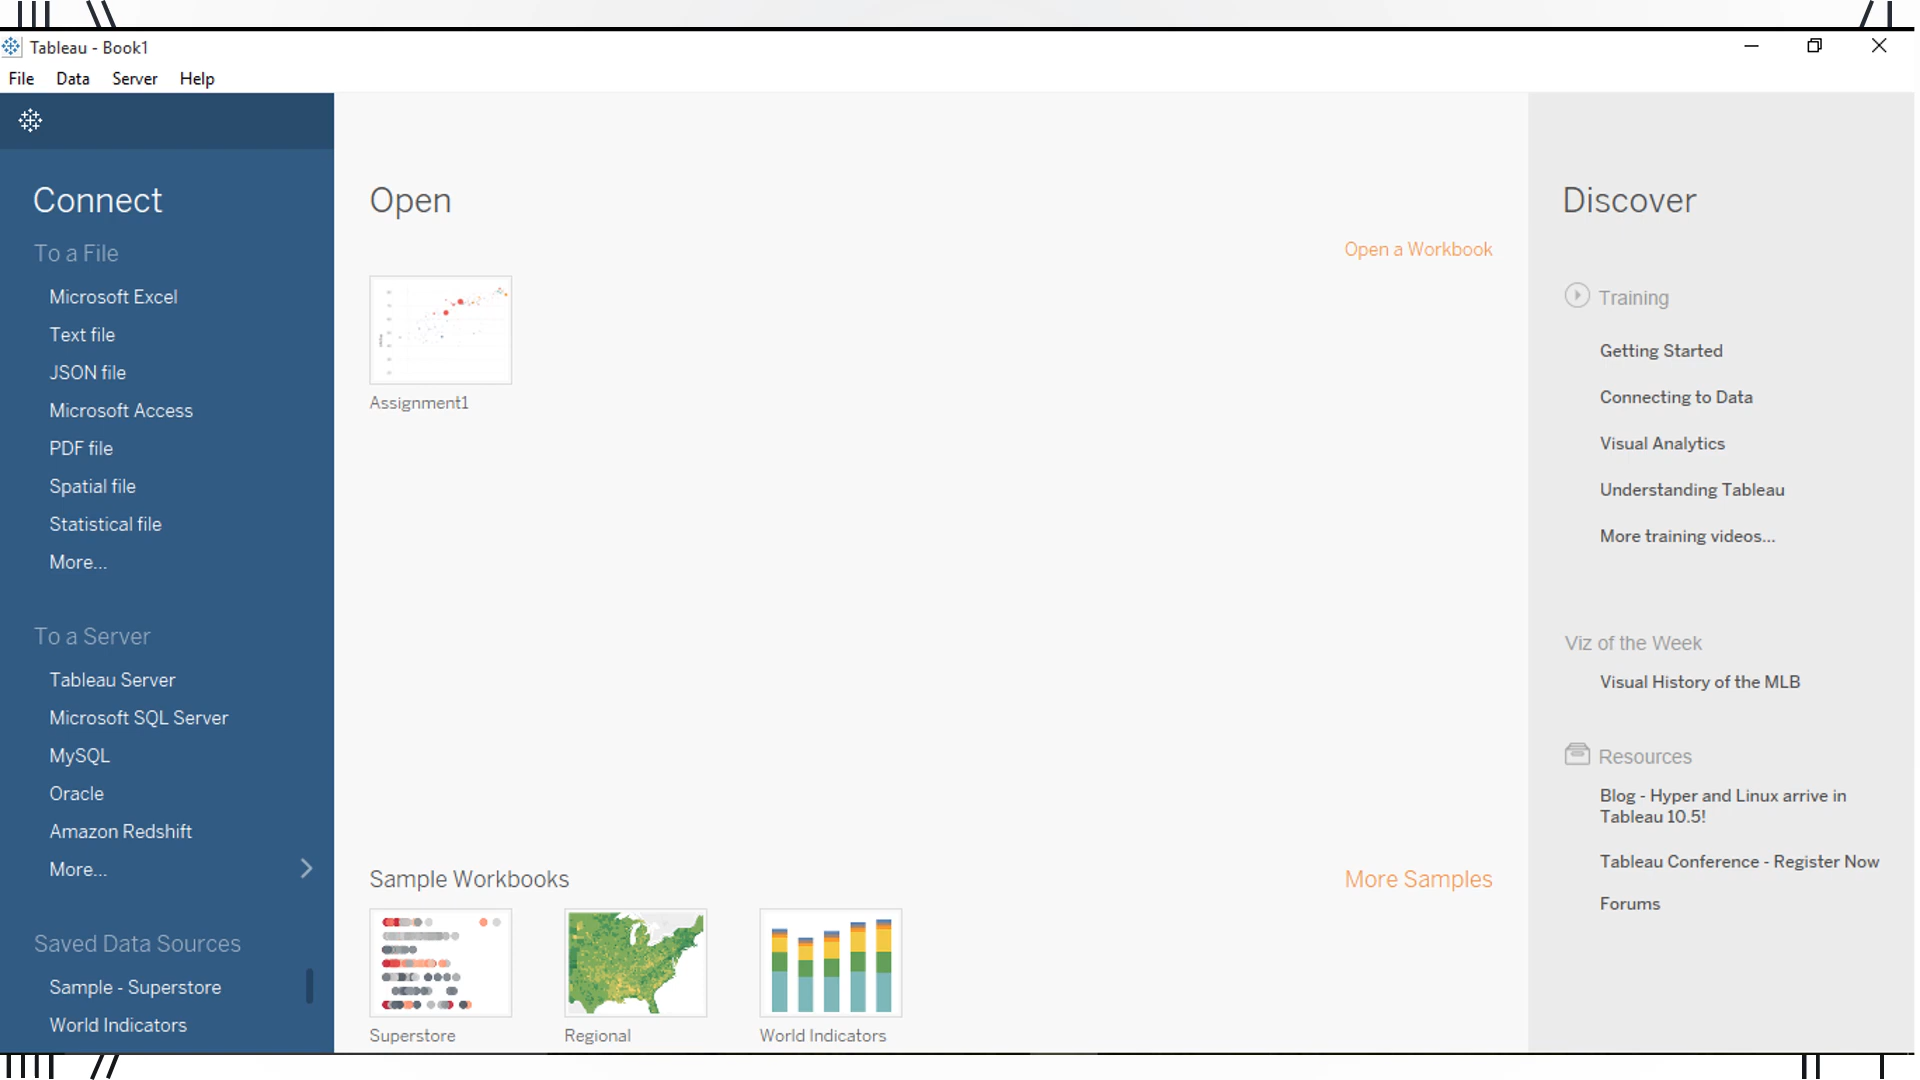 Tableau - Book1
File Data Server Help
Connect
To a File
Microsoft Excel
Text file
JSON file
Microsoft Access
PDF file
Spatial file
Statistical file
More...
To a Server
Tableau Server
Microsoft SQL Server
MySQL
Oracle
Amazon Redshift
More...
Saved Data Sources
Sample - Superstore
World Indicators
Open
Open a Workbook
Assignment1
Sample Workbooks
More Samples
Superstore
Regional
World Indicators
Discover
Training
Getting Started
Connecting to Data
Visual Analytics
Understanding Tableau
More training videos...
Viz of the Week
Visual History of the MLB
Resources
Blog - Hyper and Linux arrive in
Tableau 10.5!
Tableau Conference - Register Now
Forums